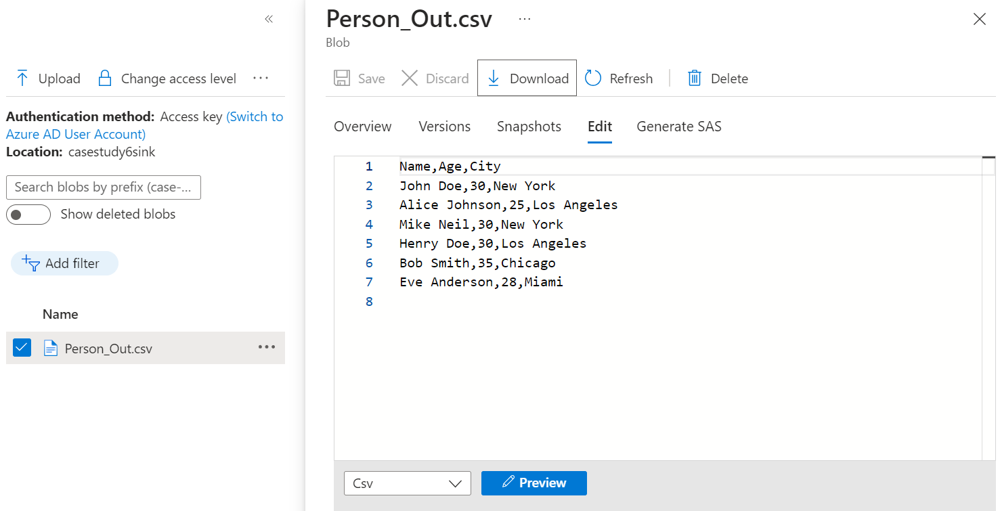 «
Upload
Change access level
...
Authentication method: Access key (Switch to
Azure AD User Account)
Location: casestudy6sink
Search blobs by prefix (case-...
Show deleted blobs
Add filter
Name
Person_Out.csv
...
Person_Out.csv
...
Blob
Save
Discard
Download
Refresh
Delete
Overview
Versions
Snapshots
Edit
Generate SAS
1 Name,Age,City
2 John Doe,30,New York
3 Alice Johnson,25,Los Angeles
4 Mike Neil,30,New York
5 Henry Doe,30,Los Angeles
6 Bob Smith,35,Chicago
7 Eve Anderson,28,Miami
8
Csv
Preview